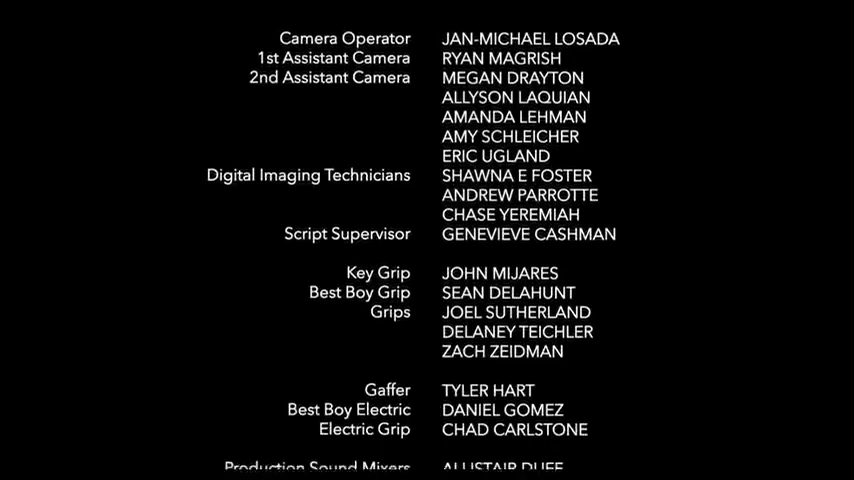 Camera Operator JAN-MICHAEL LOSADA
1st Assistant Camera RYAN MAGRISH
2nd Assistant Camera MEGAN DRAYTON
ALLYSON LAQUIAN
AMANDA LEHMAN
AMY SCHLEICHER
ERIC UGLAND
Digital Imaging Technicians SHAWNA E FOSTER
ANDREW PARROTTE
CHASE YEREMIAH
Script Supervisor GENEVIEVE CASHMAN
Key Grip JOHN MIJARES
Best Boy Grip SEAN DELAHUNT
Grips JOEL SUTHERLAND
DELANEY TEICHLER
ZACH ZEIDMAN
Gaffer TYLER HART
Best Boy Electric DANIEL GOMEZ
Electric Grip CHAD CARLSTONE
Production Sound Mixers